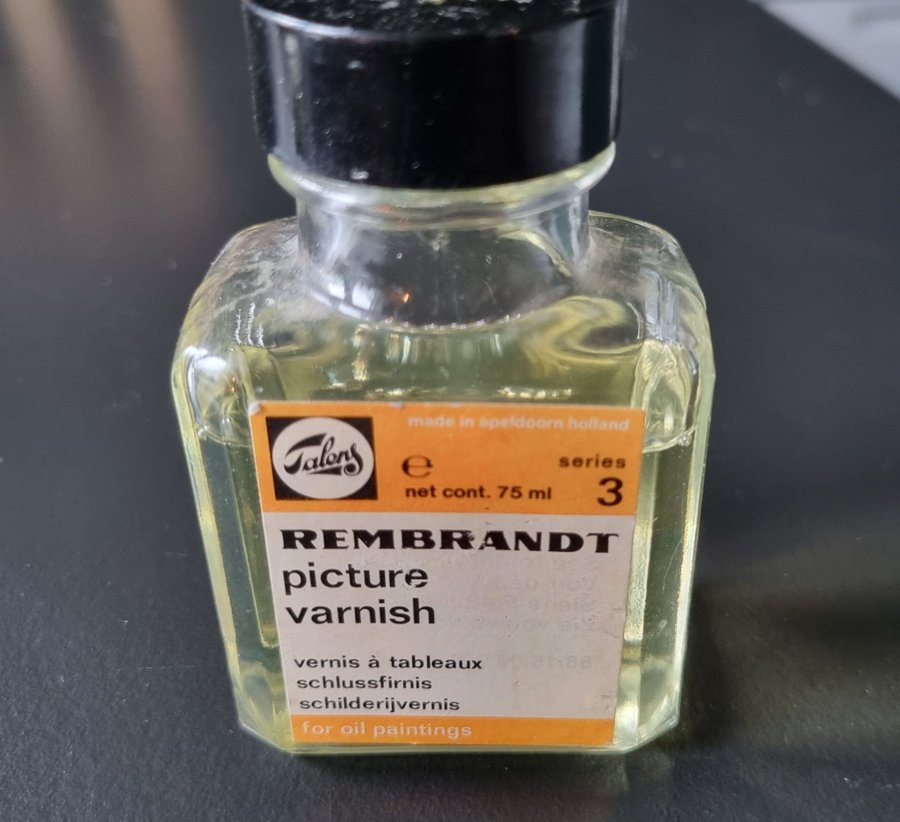 made in apeldoorn holland
Talens
e
series
net cont. 75 ml
3
REMBRANDT
picture
varnish
vernis à tableaux
schlussfirnis
schilderijvernis
for oil paintings